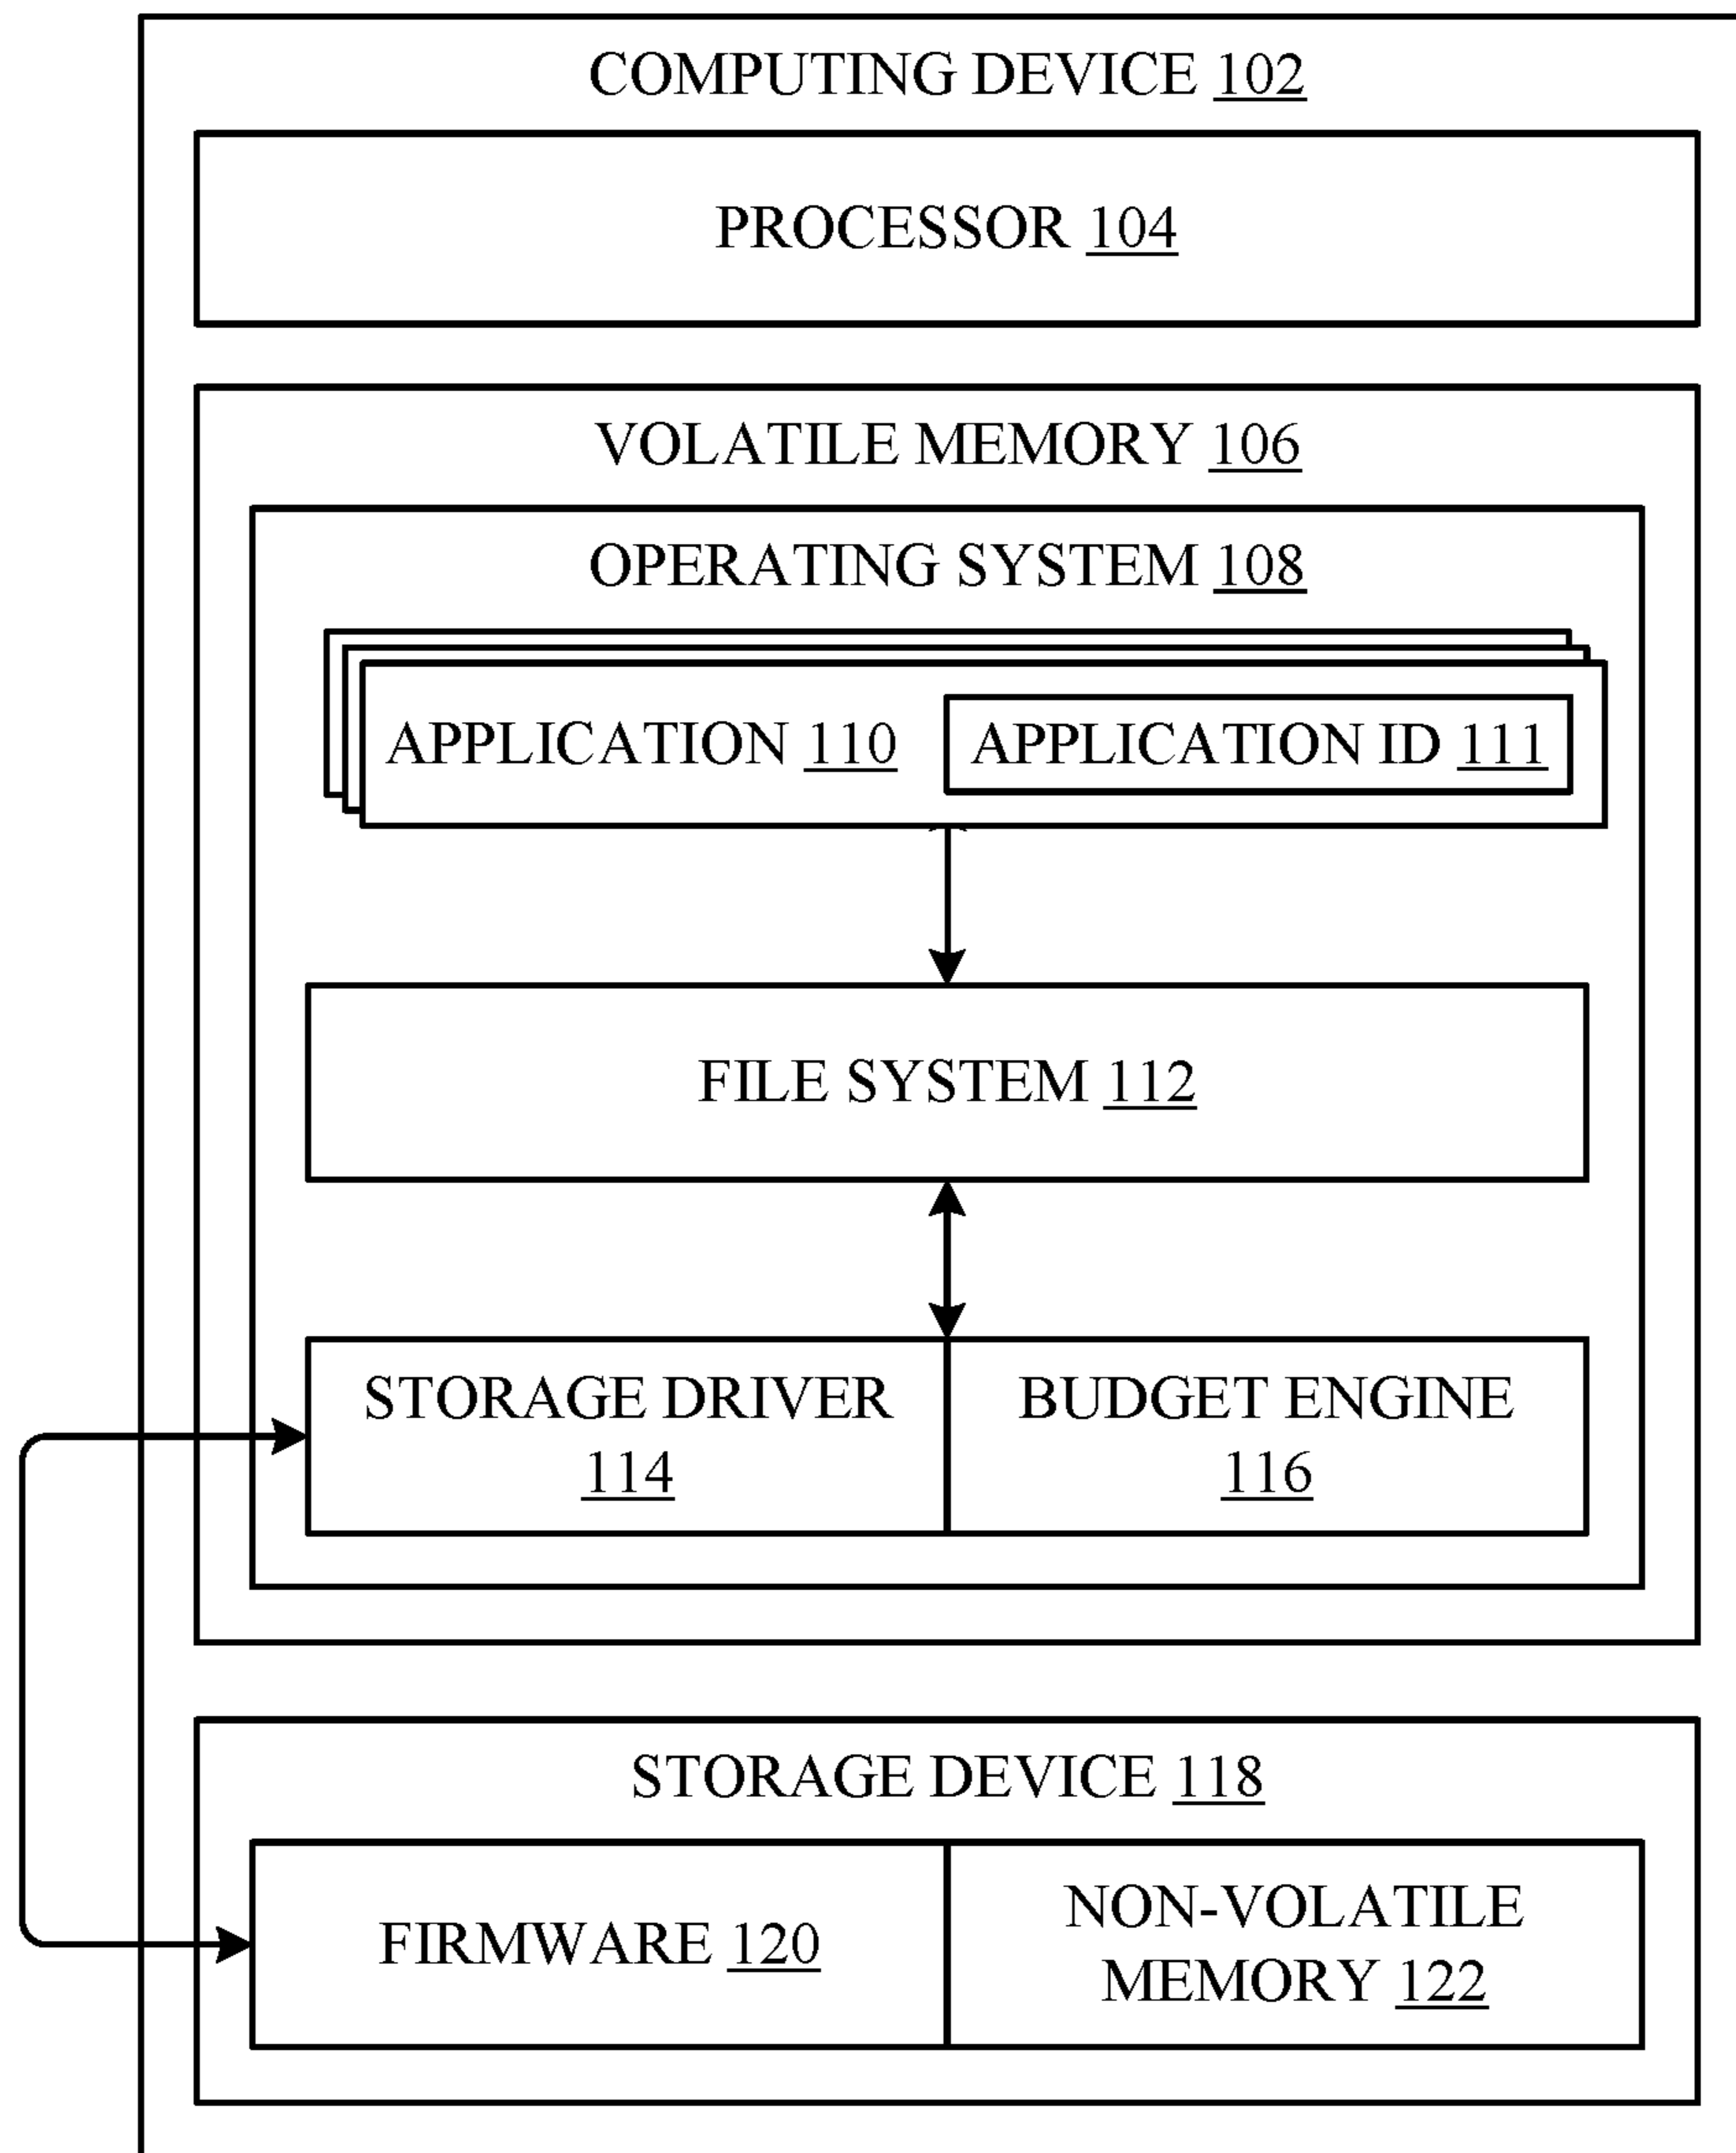 COMPUTING DEVICE 102
PROCESSOR 104
VOLATILE MEMORY 106
OPERATING SYSTEM 108
APPLICATION 110
APPLICATION ID 111
FILE SYSTEM 112
STORAGE DRIVER
114
BUDGET ENGINE
116
STORAGE DEVICE 118
FIRMWARE 120
NON-VOLATILE
MEMORY 122